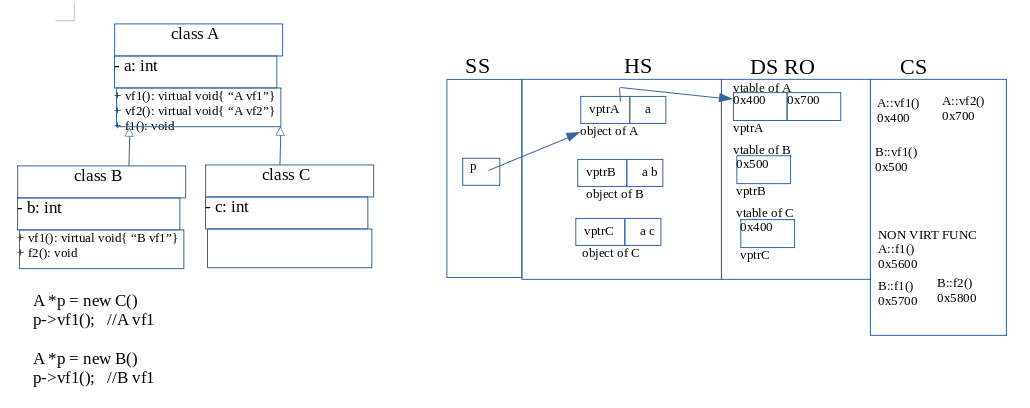 class A
- a: int
+ vf1(): virtual void{ “A vf1”}
+ vf2(): virtual void{ “A vf2”}
+ f1(): void
class B
- b: int
+ vf1(): virtual void{ “B vf1”}
+ f2(): void
class C
- c: int
A *p = new C()
p->vf1();   //A vf1
A *p = new B()
p->vf1();   //B vf1
SS
HS
DS RO
CS
p
vptrA
a
object of A
vptrB
a b
object of B
vptrC
a c
object of C
vtable of A
0x400
0x700
vptrA
vtable of B
0x500
vptrB
vtable of C
0x400
vptrC
A::vf1()
0x400
A::vf2()
0x700
B::vf1()
0x500
NON VIRT FUNC
A::f1()
0x5600
B::f1()
0x5700
B::f2()
0x5800